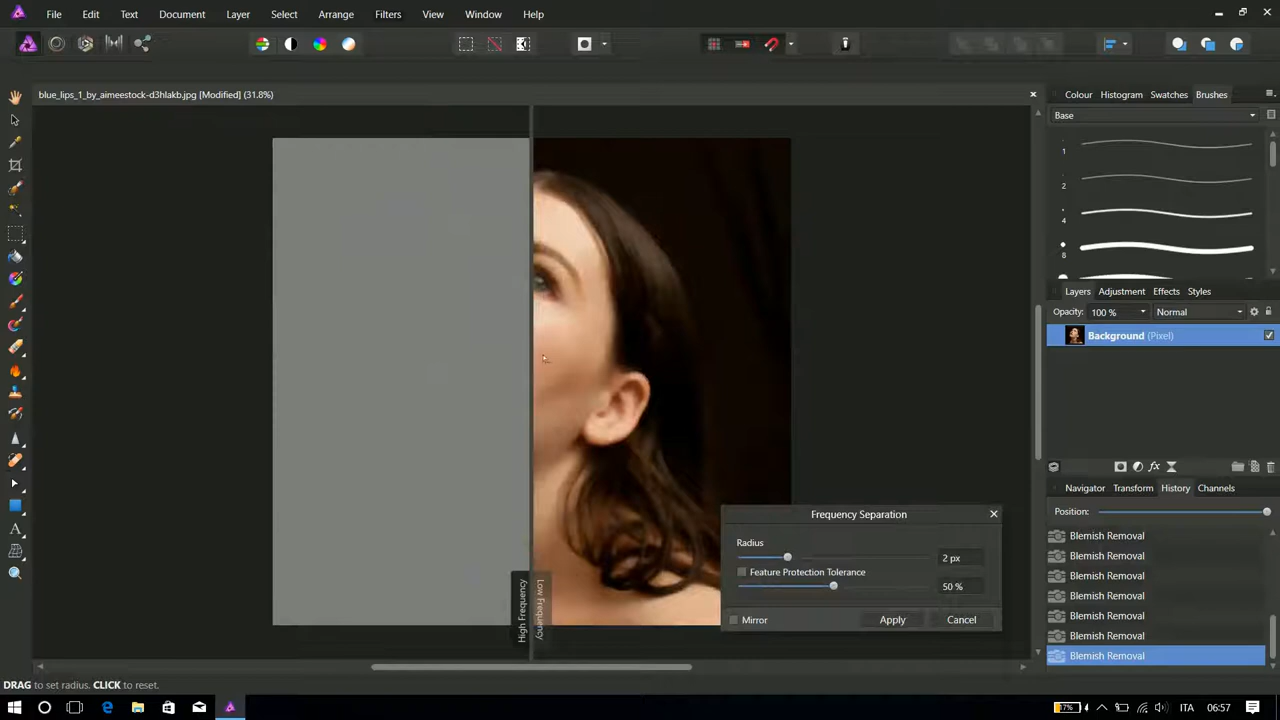 File Edit Text Document Layer Select Arrange Filters View Window Help
blue_lips_1_by_aimeestock-d3hlakb.jpg [Modified] (31.8%)
Colour Histogram Swatches Brushes
Base
1
2
4
8
Layers Adjustment Effects Styles
Opacity: 100 % Normal
Background (Pixel)
Navigator Transform History Channels
Position:
Blemish Removal
Blemish Removal
Blemish Removal
Blemish Removal
Blemish Removal
Blemish Removal
Blemish Removal
Frequency Separation
Radius
2 px
Feature Protection Tolerance
50 %
Mirror Apply Cancel
High Frequency
Low Frequency
DRAG to set radius. CLICK to reset.
ITA 06:57